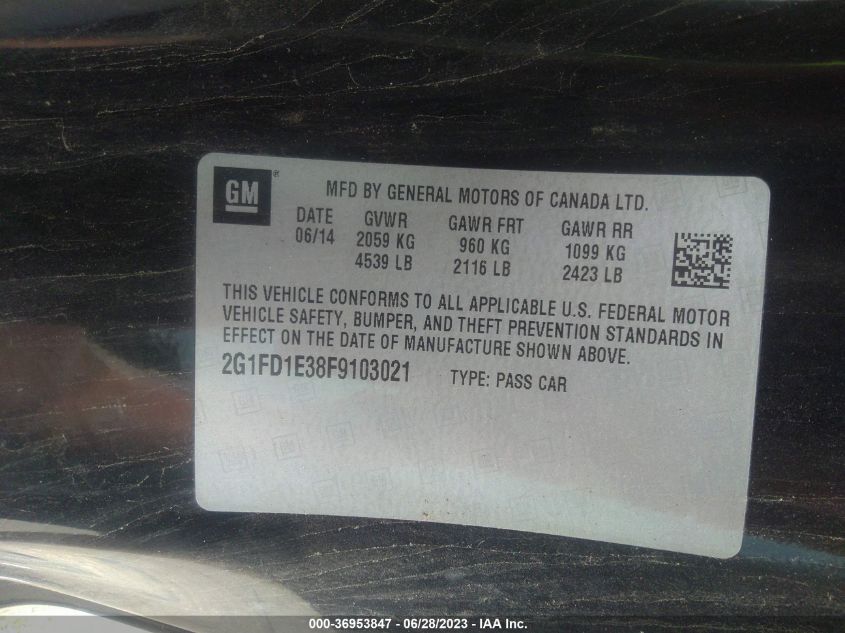 GM ® MFD BY GENERAL MOTORS OF CANADA LTD.
DATE GVWR GAWR FRT GAWR RR
06/14 2059 KG 960 KG 1099 KG
4539 LB 2116 LB 2423 LB
THIS VEHICLE CONFORMS TO ALL APPLICABLE U.S. FEDERAL MOTOR
VEHICLE SAFETY, BUMPER, AND THEFT PREVENTION STANDARDS IN
EFFECT ON THE DATE OF MANUFACTURE SHOWN ABOVE.
2G1FD1E38F9103021 TYPE: PASS CAR
000-36953847 - 06/28/2023 - IAA Inc.